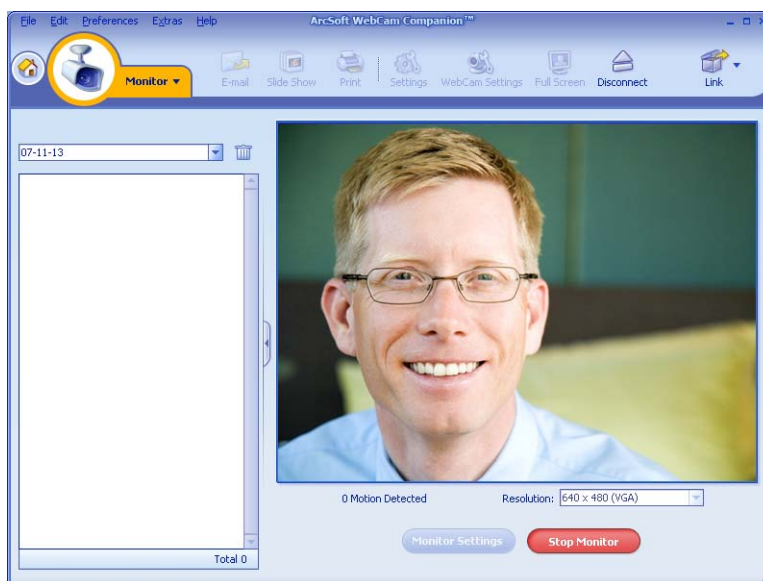 File Edit Preferences Extras Help ArcSoft WebCam Companion™
Monitor E-mail Slide Show Print Settings WebCam Settings Full Screen Disconnect Link
07-11-13
0 Motion Detected Resolution: 640 x 480 (VGA)
Monitor Settings Stop Monitor
Total 0